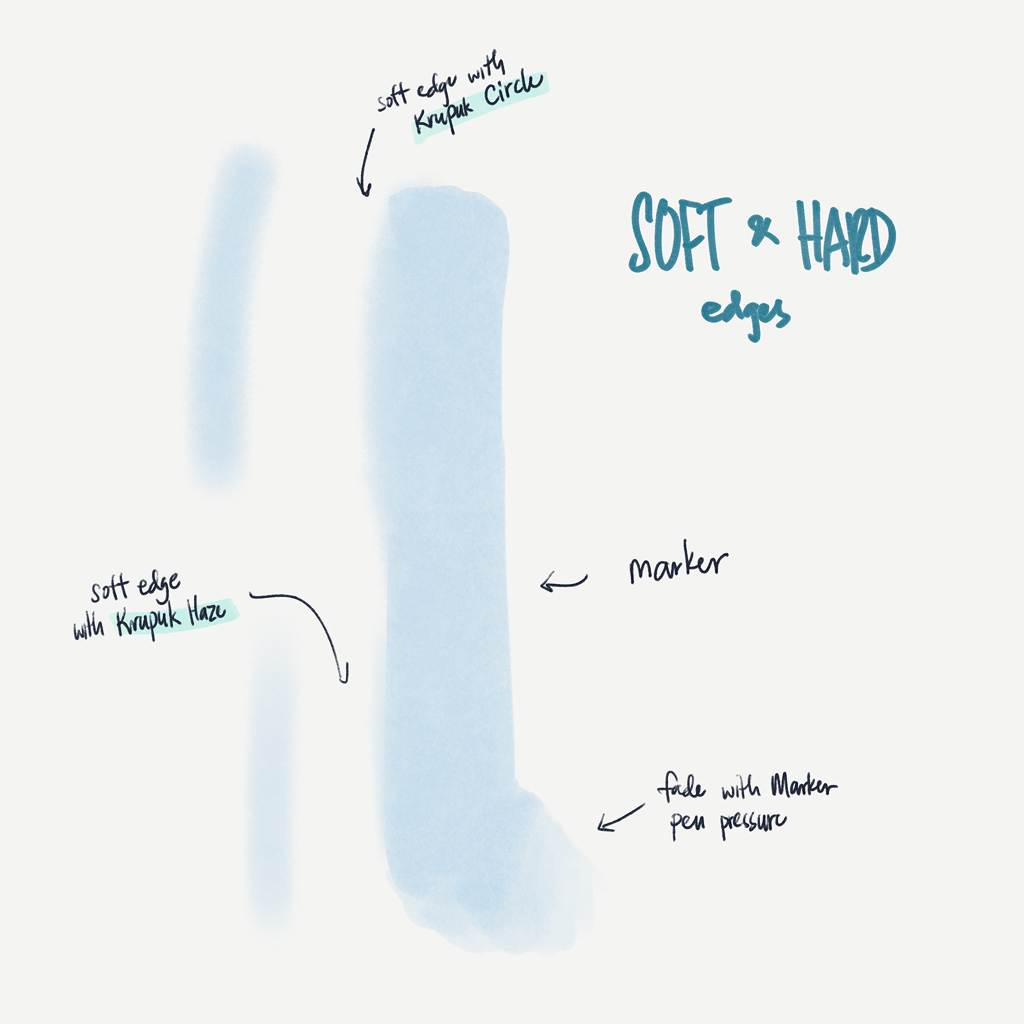 soft edge with
Krupuk Circle
SOFT & HARD
edges
marker
soft edge
with Krupuk Haze
fade with Marker
pen pressure